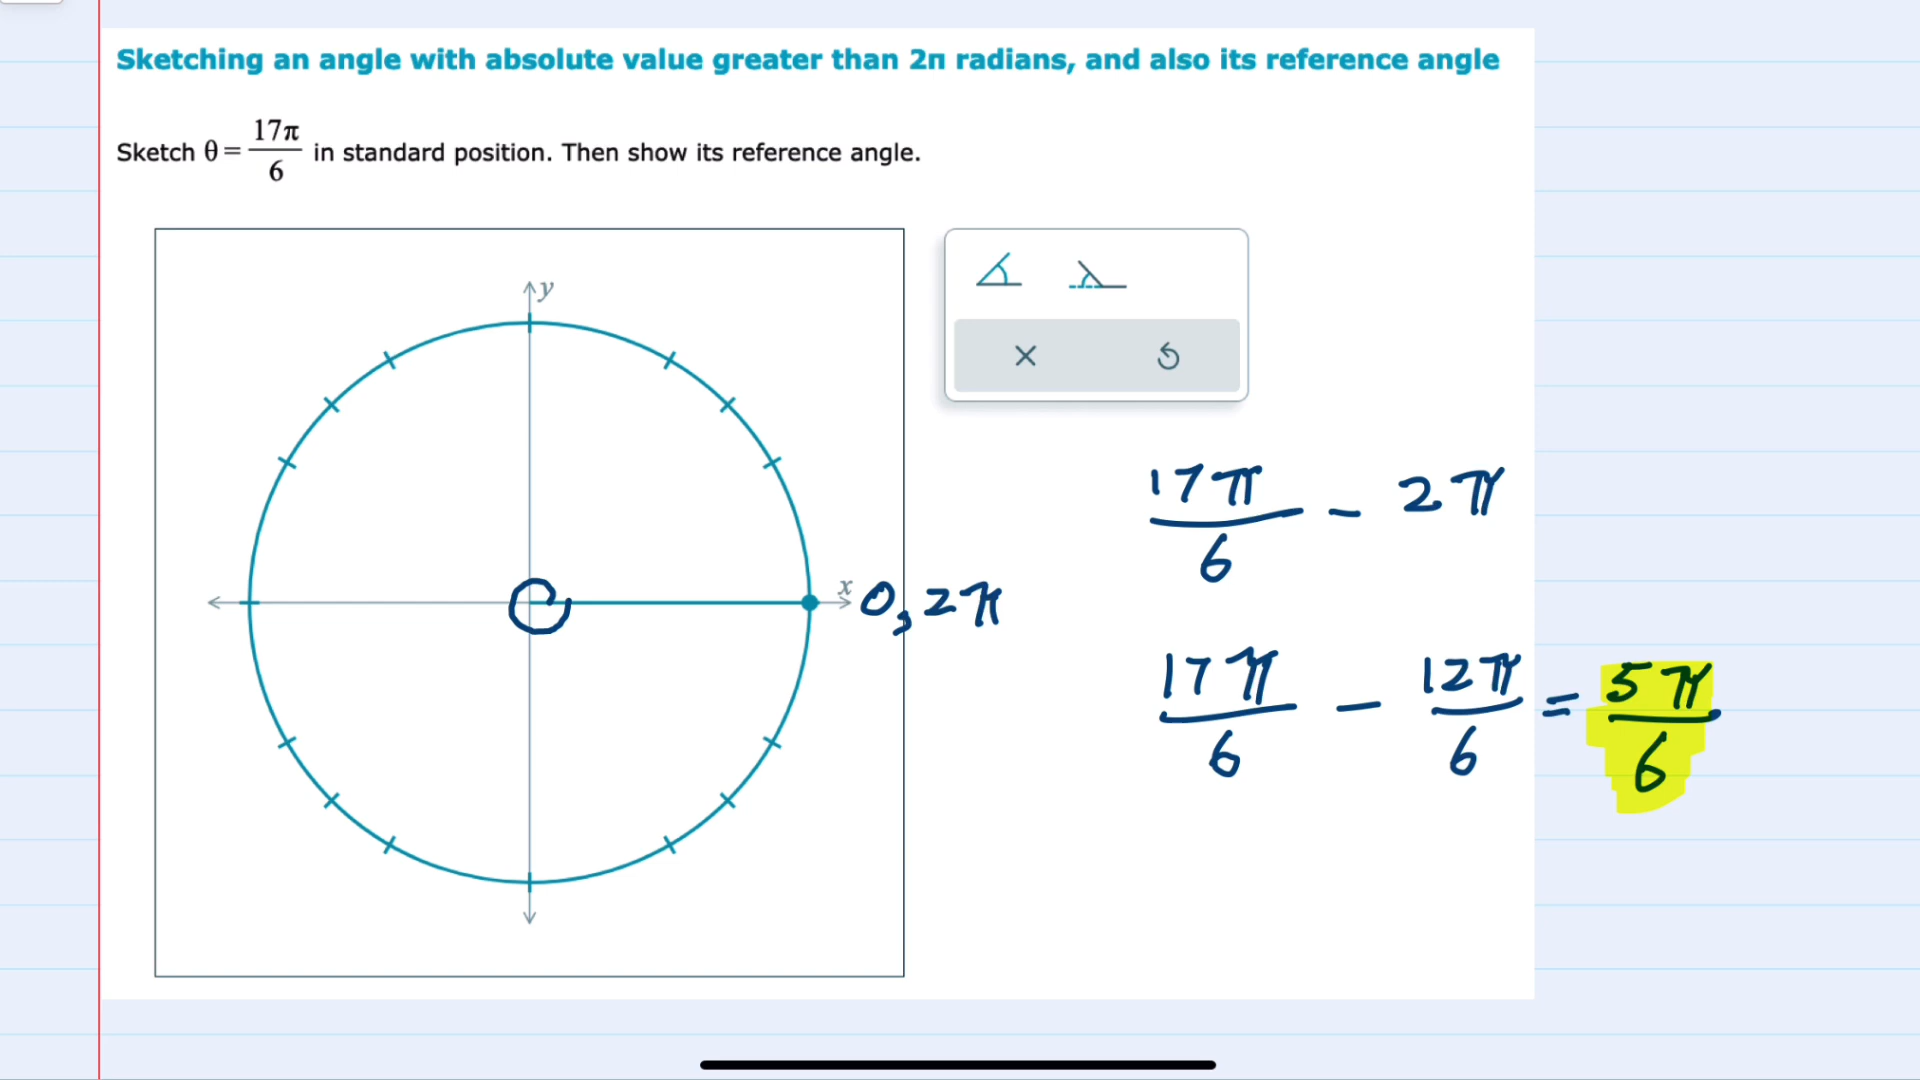 Sketching an angle with absolute value greater than 2π radians, and also its reference angle
Sketch θ = 17π/6 in standard position. Then show its reference angle.
y
x
0, 2π
17π/6 - 2π
17π/6 - 12π/6 = 5π/6